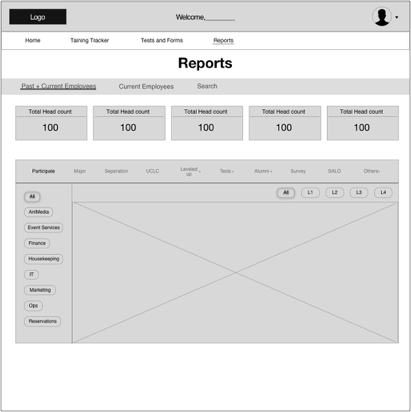 Logo
Welcome,_______
Home Taining Tracker Tests and Forms Reports
Reports
Past + Current Employees Current Employees Search
Total Head count Total Head count Total Head count Total Head count Total Head count
100 100 100 100 100
Participate Major Separation UCLC Leveled up Tests Alumni Survey SALO Others
All L1 L2 L3 L4
All
AntMedia
Event Services
Finance
Housekeeping
IT
Marketing
Ops
Reservations